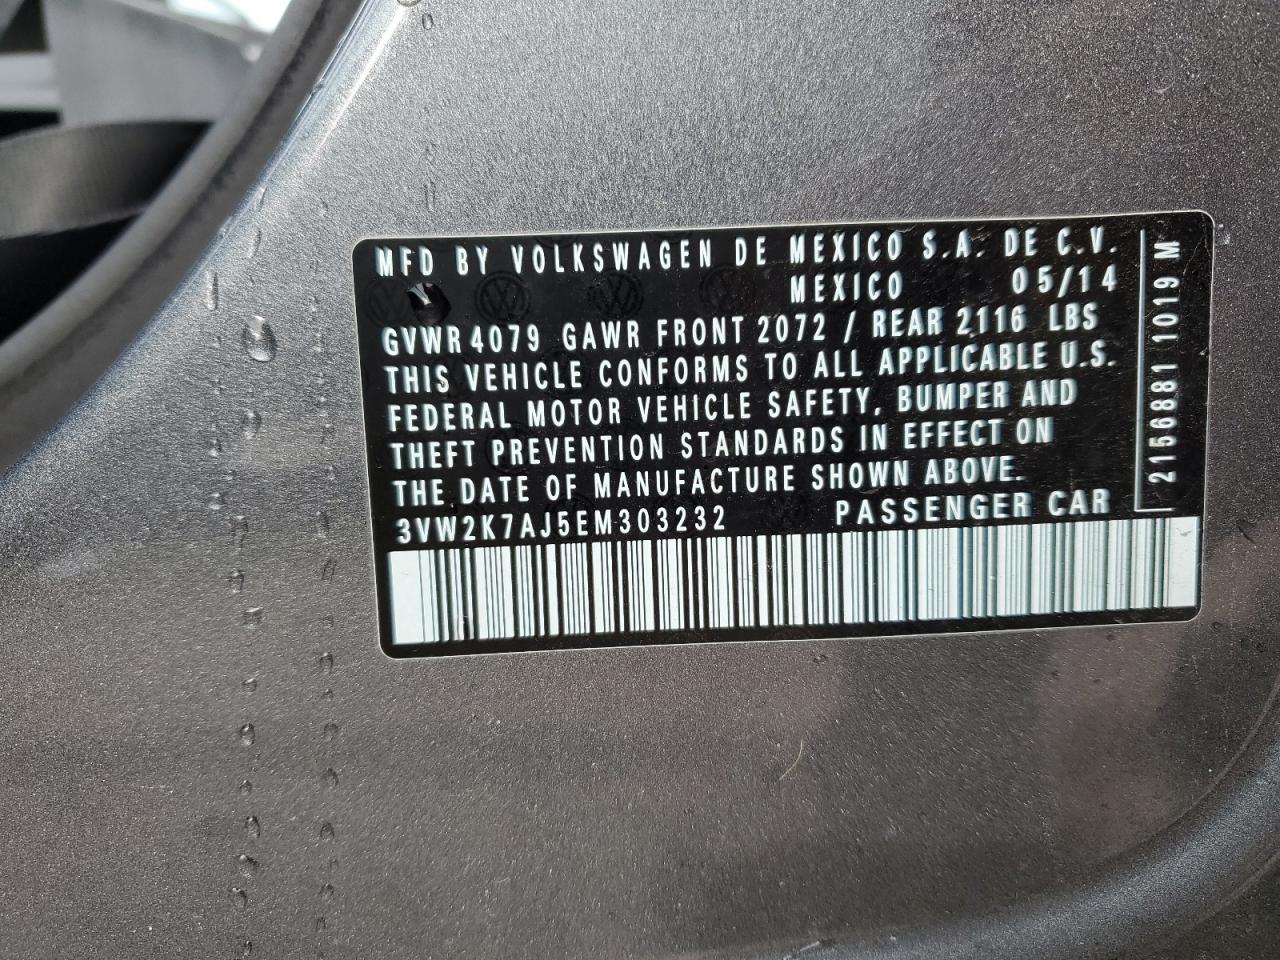 MFD BY VOLKSWAGEN DE MEXICO S.A. DE C.V.
MEXICO 05/14
GVWR 4079 GAWR FRONT 2072 / REAR 2116 LBS
THIS VEHICLE CONFORMS TO ALL APPLICABLE U.S.
FEDERAL MOTOR VEHICLE SAFETY, BUMPER AND
THEFT PREVENTION STANDARDS IN EFFECT ON
THE DATE OF MANUFACTURE SHOWN ABOVE.
3VW2K7AJ5EM303232 PASSENGER CAR
2156881 1019 M